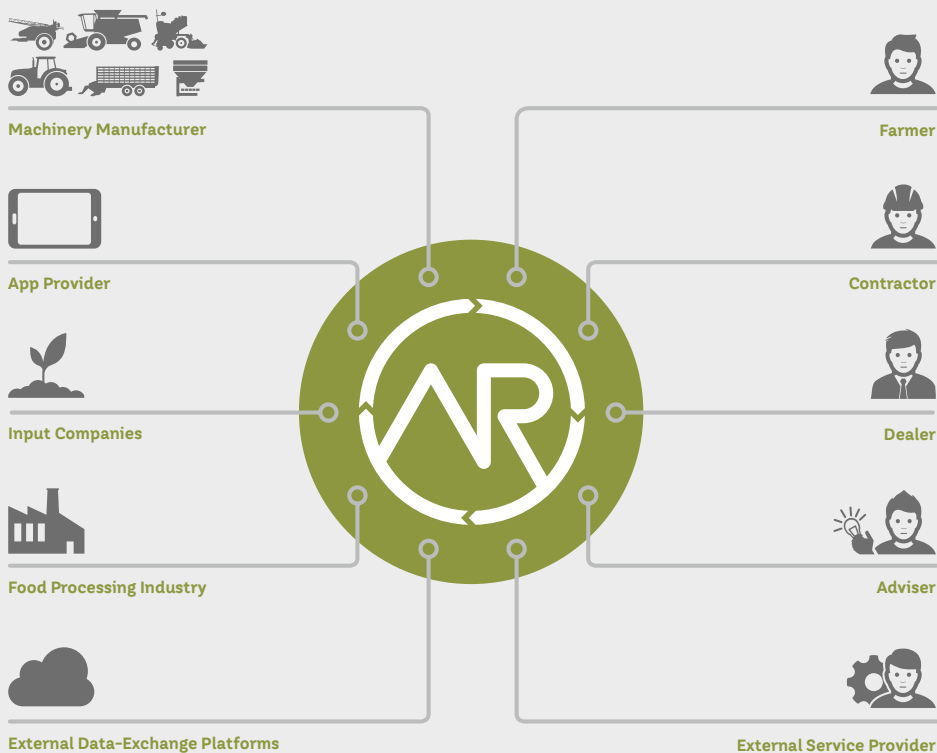 Machinery Manufacturer
Farmer
App Provider
Contractor
AR
Input Companies
Dealer
Food Processing Industry
Adviser
External Data-Exchange Platforms
External Service Provider